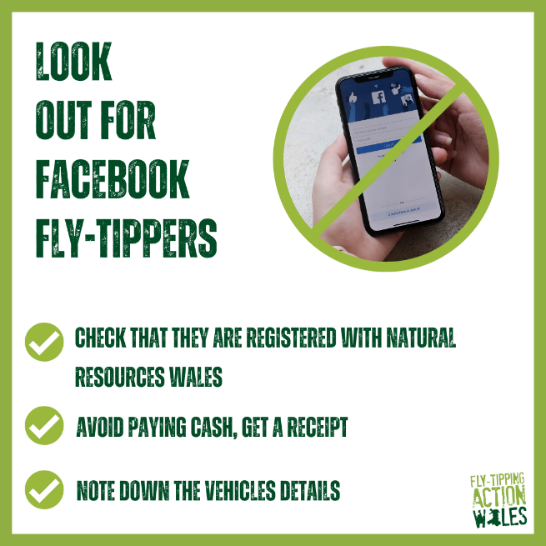 LOOK
OUT FOR
FACEBOOK
FLY-TIPPERS
CHECK THAT THEY ARE REGISTERED WITH NATURAL
RESOURCES WALES
AVOID PAYING CASH, GET A RECEIPT
NOTE DOWN THE VEHICLES DETAILS
FLY-TIPPING
ACTION
WALES